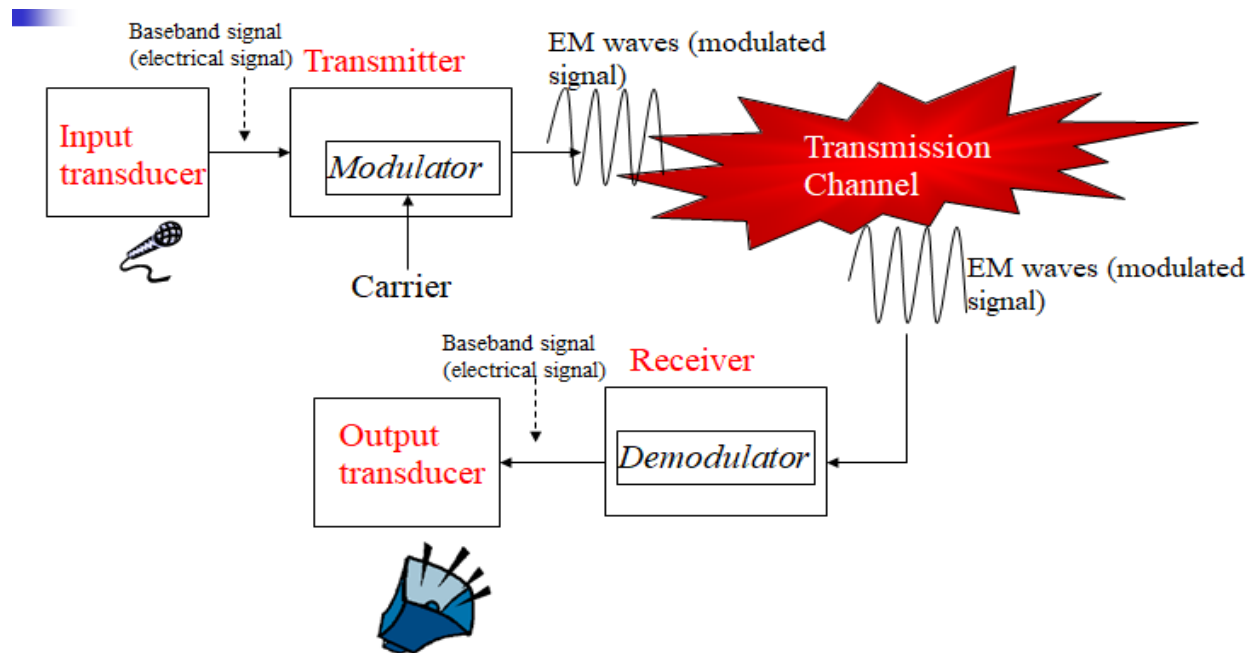 Baseband signal
(electrical signal)
Transmitter
EM waves (modulated
signal)
Input
transducer
Modulator
Carrier
Transmission
Channel
EM waves (modulated
signal)
Baseband signal
(electrical signal)
Receiver
Output
transducer
Demodulator